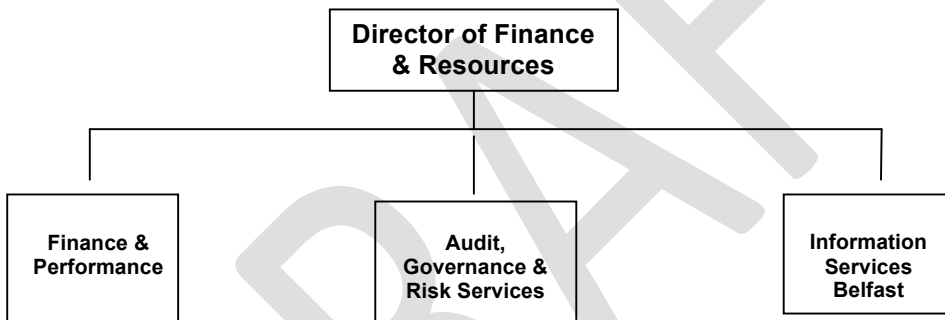 Director of Finance
& Resources
Finance &
Performance
Audit,
Governance &
Risk Services
Information
Services
Belfast